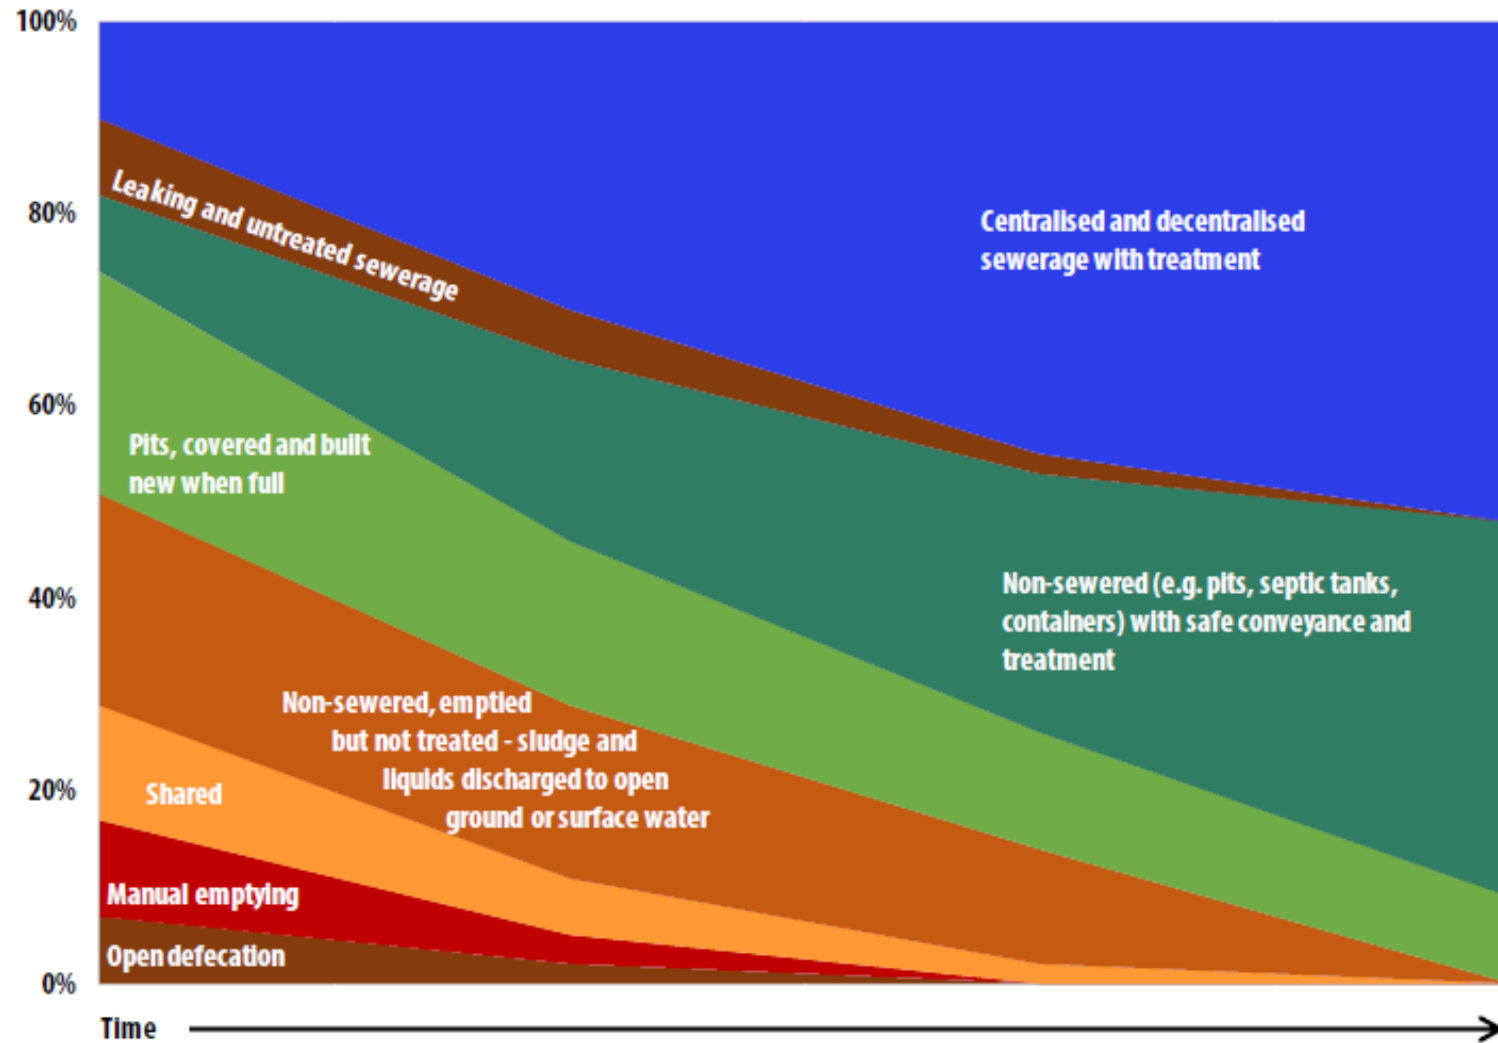 100%
80%
60%
40%
20%
0%
Leaking and untreated sewerage
Centralised and decentralised
sewerage with treatment
Pits, covered and built
new when full
Non-sewered (e.g. pits, septic tanks,
containers) with safe conveyance and
treatment
Non-sewered, emptied
but not treated - sludge and
liquids discharged to open
ground or surface water
Shared
Manual emptying
Open defecation
Time